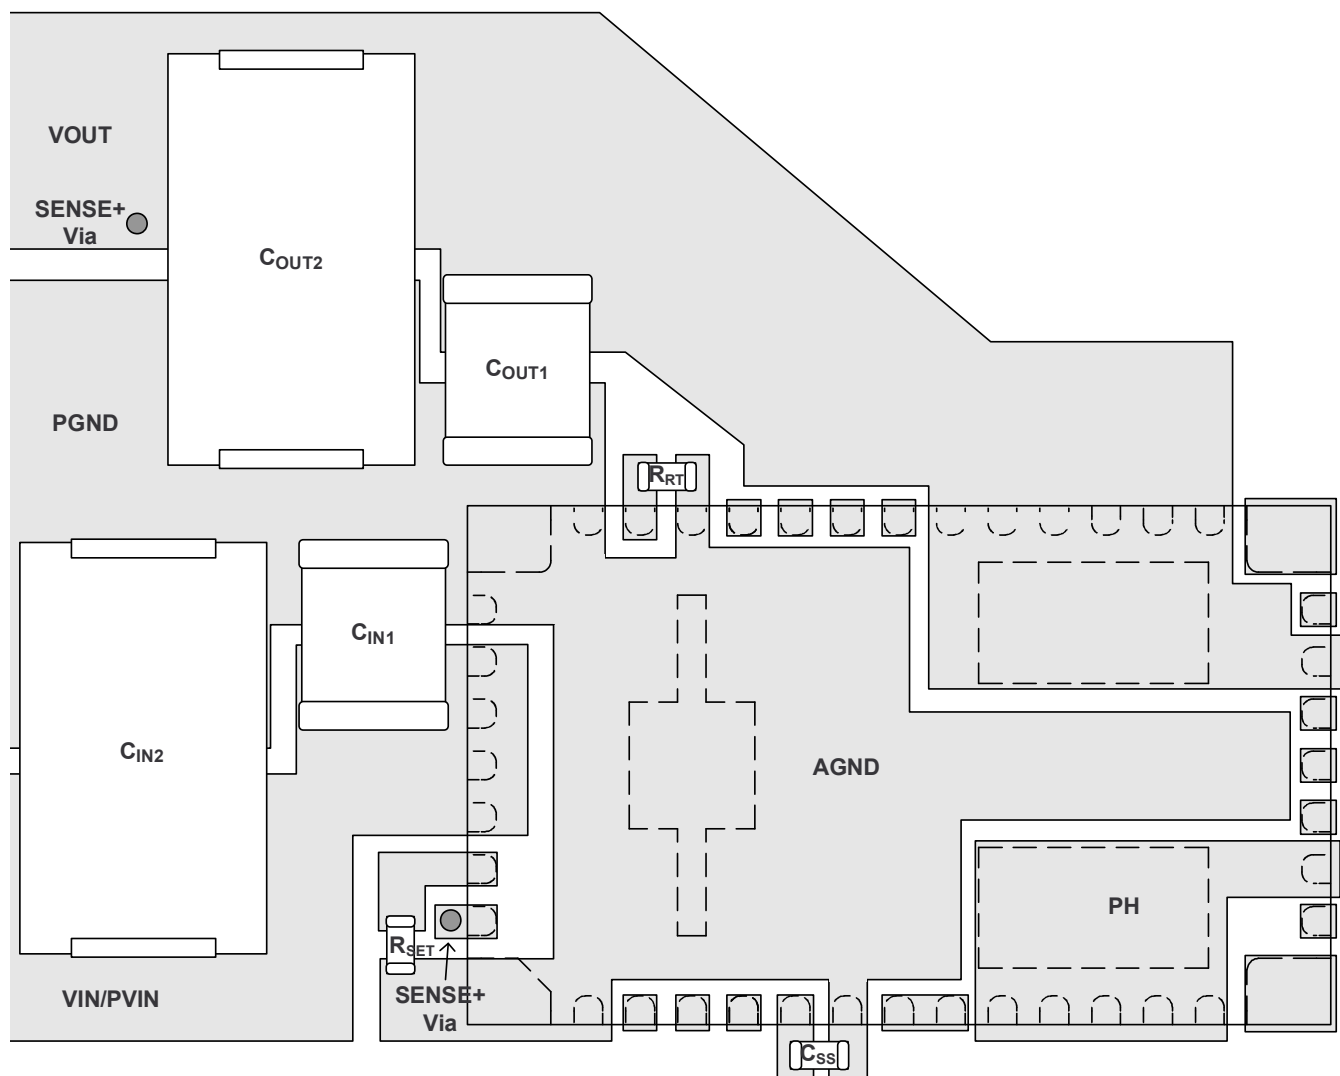 VOUT
SENSE+
Via
COUT2
COUT1
PGND
RRT
CIN1
CIN2
AGND
PH
RSET
SENSE+
Via
VIN/PVIN
CSS